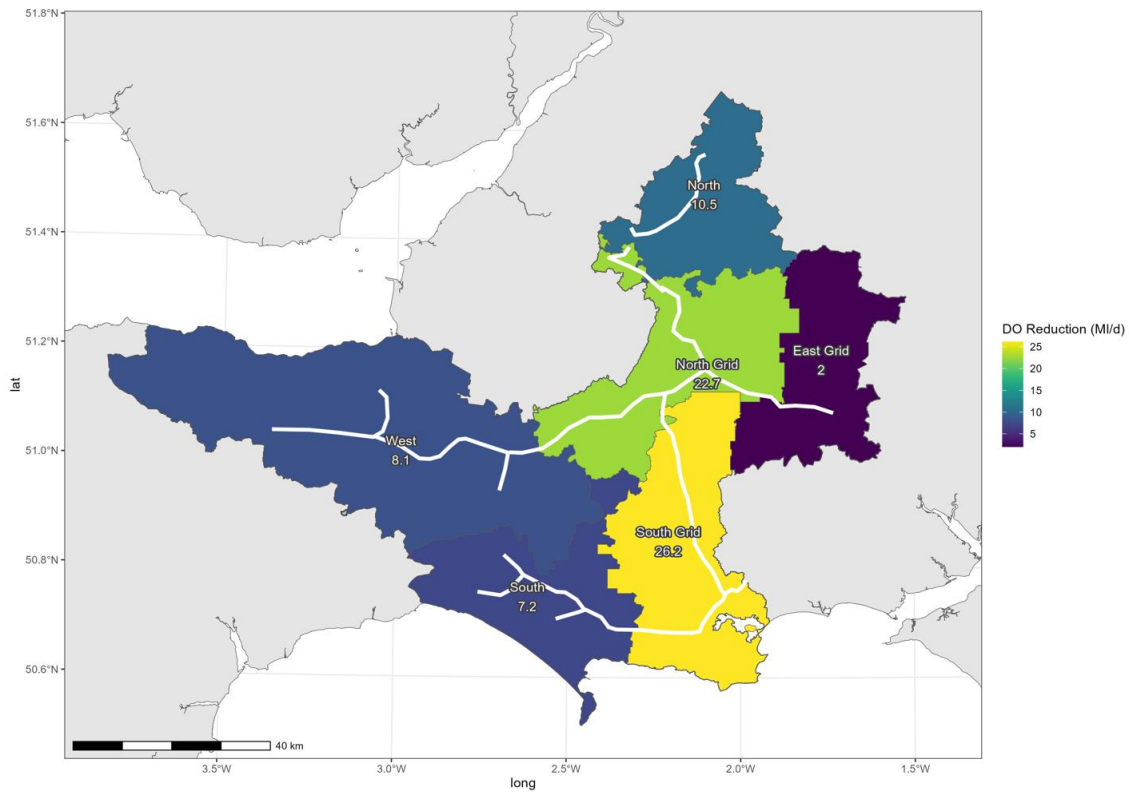 51.8°N
51.6°N
51.4°N
51.2°N
51.0°N
50.8°N
50.6°N
lat
North
10.5
East Grid
2
North Grid
22.7
West
8.1
South Grid
26.2
South
7.2
40 km
3.5°W
3.0°W
2.5°W
2.0°W
1.5°W
long
DO Reduction (Ml/d)
25
20
15
10
5